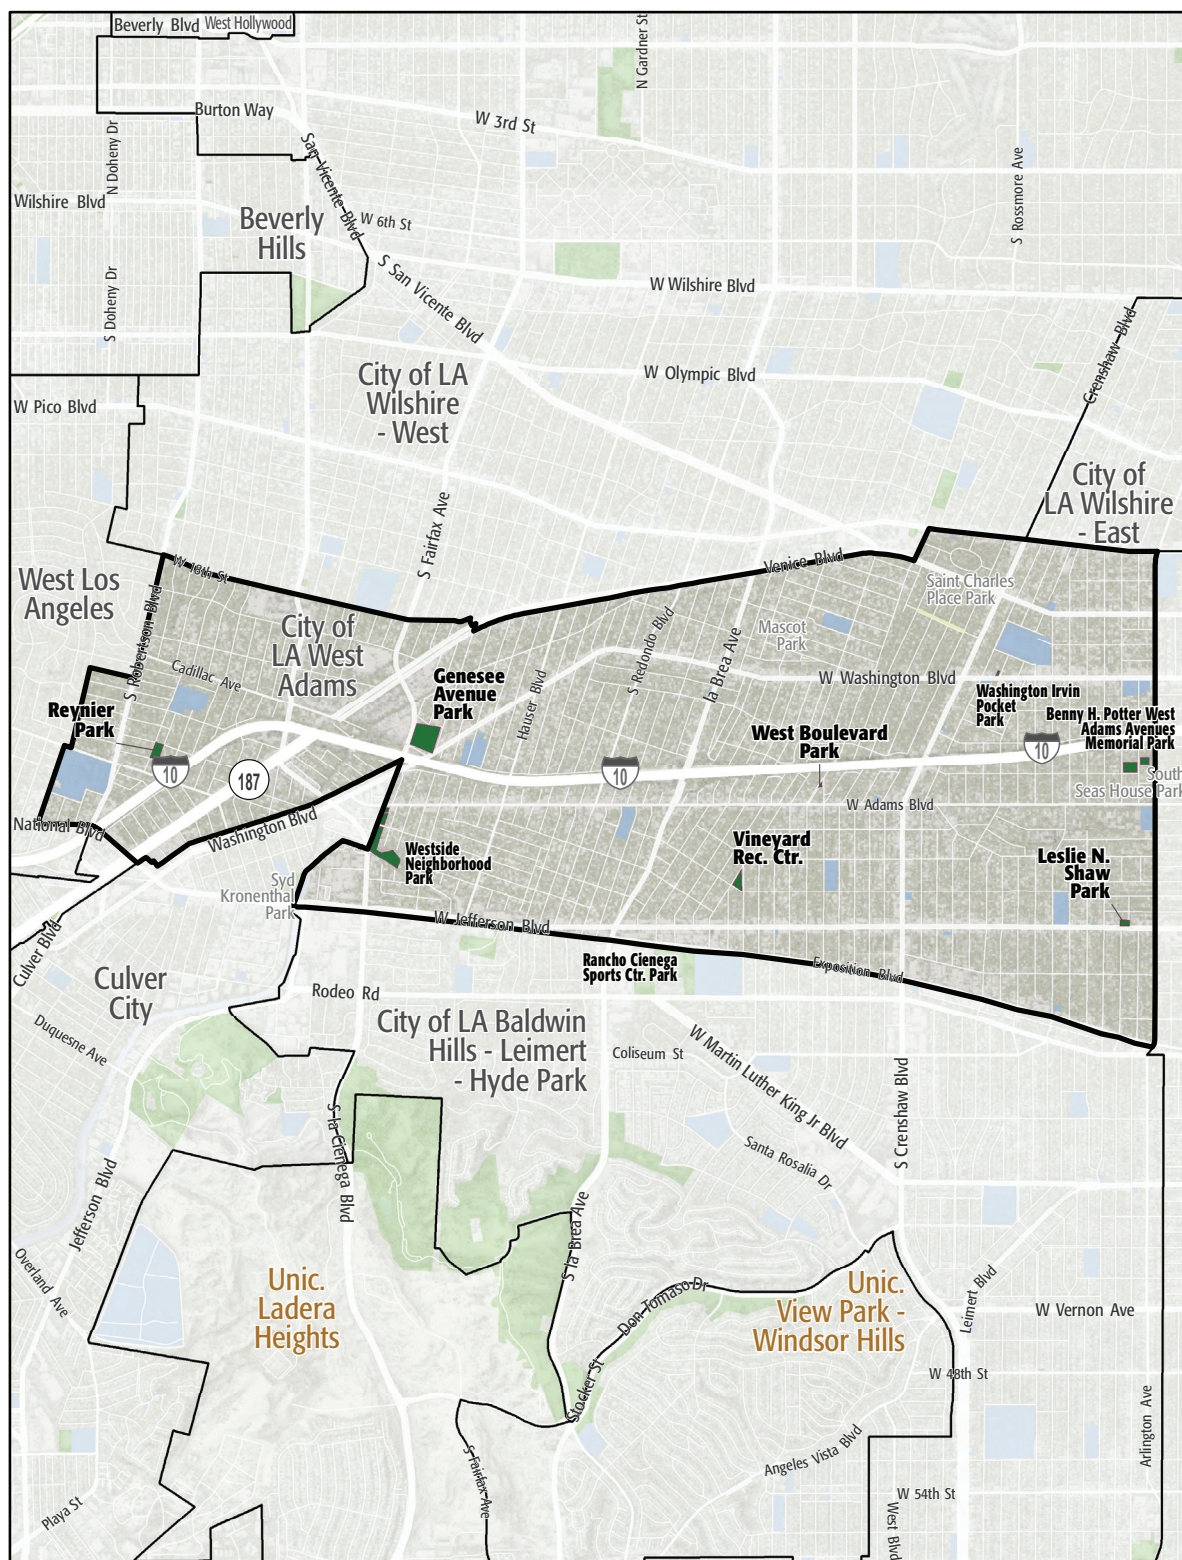 Beverly Blvd
West Hollywood
N Gardner St
Burton Way
W 3rd St
N Doheny Dr
San Vicente Blvd
S Rossmore Ave
Wilshire Blvd
Beverly
Hills
W 6th St
S San Vicente Blvd
W Wilshire Blvd
S Doheny Dr
Crenshaw Blvd
City of LA
Wilshire
- West
W Olympic Blvd
W Pico Blvd
City of
LA Wilshire
- East
S Fairfax Ave
W 18th St
Venice Blvd
West Los
Angeles
S Robertson Blvd
Saint Charles
Place Park
City of
LA West
Adams
Mascot
Park
S Redondo Blvd
la Brea Ave
Cadillac Ave
Genesee
Avenue
Park
Hauser Blvd
W Washington Blvd
Washington Irvin
Pocket
Park
Reynier
Park
Benny H. Potter West
Adams Avenues
Memorial Park
West Boulevard
Park
10
187
10
10
South
Seas House Park
W Adams Blvd
National Blvd
Washington Blvd
Westside
Neighborhood
Park
Vineyard
Rec. Ctr.
Leslie N.
Shaw
Park
Syd
Kronenthal
Park
W Jefferson Blvd
Culver Blvd
Rancho Cienega
Sports Ctr. Park
Exposition Blvd
Culver
City
Rodeo Rd
City of LA Baldwin
Hills - Leimert
- Hyde Park
Duquesne Ave
Coliseum St
W Martin Luther King Jr Blvd
S Crenshaw Blvd
S la Cienega Blvd
Santa Rosalia Dr
Jefferson Blvd
S la Brea Ave
Overland Ave
Unic.
Ladera
Heights
Unic.
View Park -
Windsor Hills
Don Tomaso Dr
Leimert Blvd
W Vernon Ave
Stocker St
W 48th St
Arlington Ave
Angeles Vista Blvd
S Fairfax Ave
W 54th St
Playa St
West Blvd